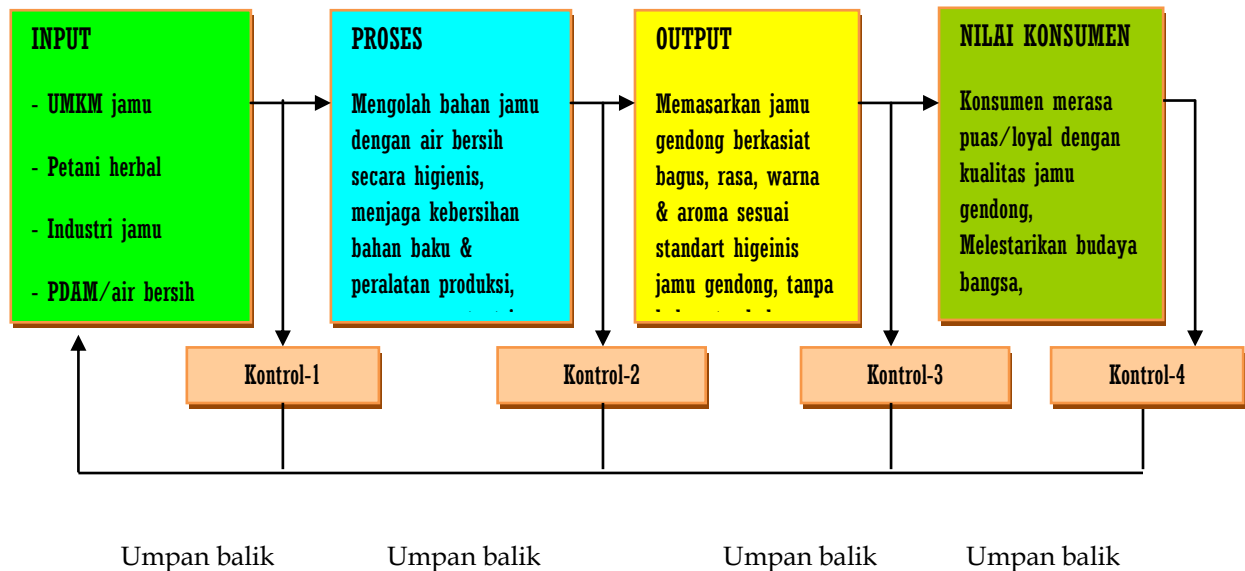 INPUT
- UMKM jamu
- Petani herbal
- Industri jamu
- PDAM/air bersih
PROSES
Mengolah bahan jamu
dengan air bersih
secara higienis,
menjaga kebersihan
bahan baku &
peralatan produksi,
OUTPUT
Memasarkan jamu
gendong berkasiat
bagus, rasa, warna
& aroma sesuai
standart higeinis
jamu gendong, tanpa
NILAI KONSUMEN
Konsumen merasa
puas/loyal dengan
kualitas jamu
gendong,
Melestarikan budaya
bangsa,
Kontrol-1
Kontrol-2
Kontrol-3
Kontrol-4
Umpan balik
Umpan balik
Umpan balik
Umpan balik